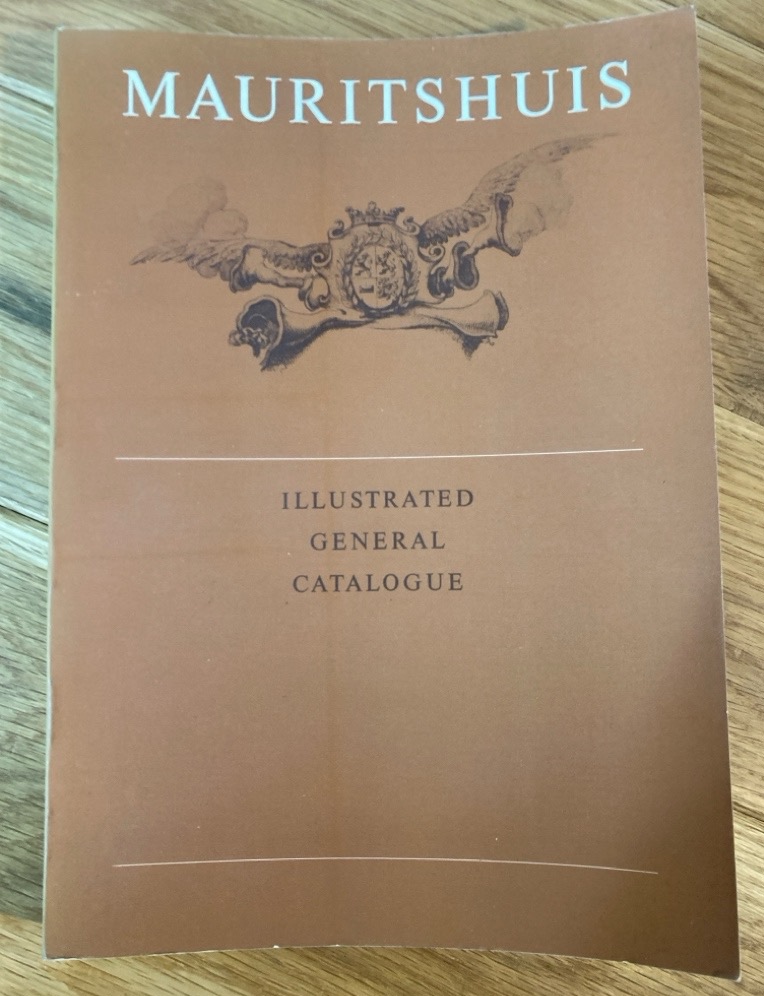 MAURITSHUIS
ILLUSTRATED
GENERAL
CATALOGUE